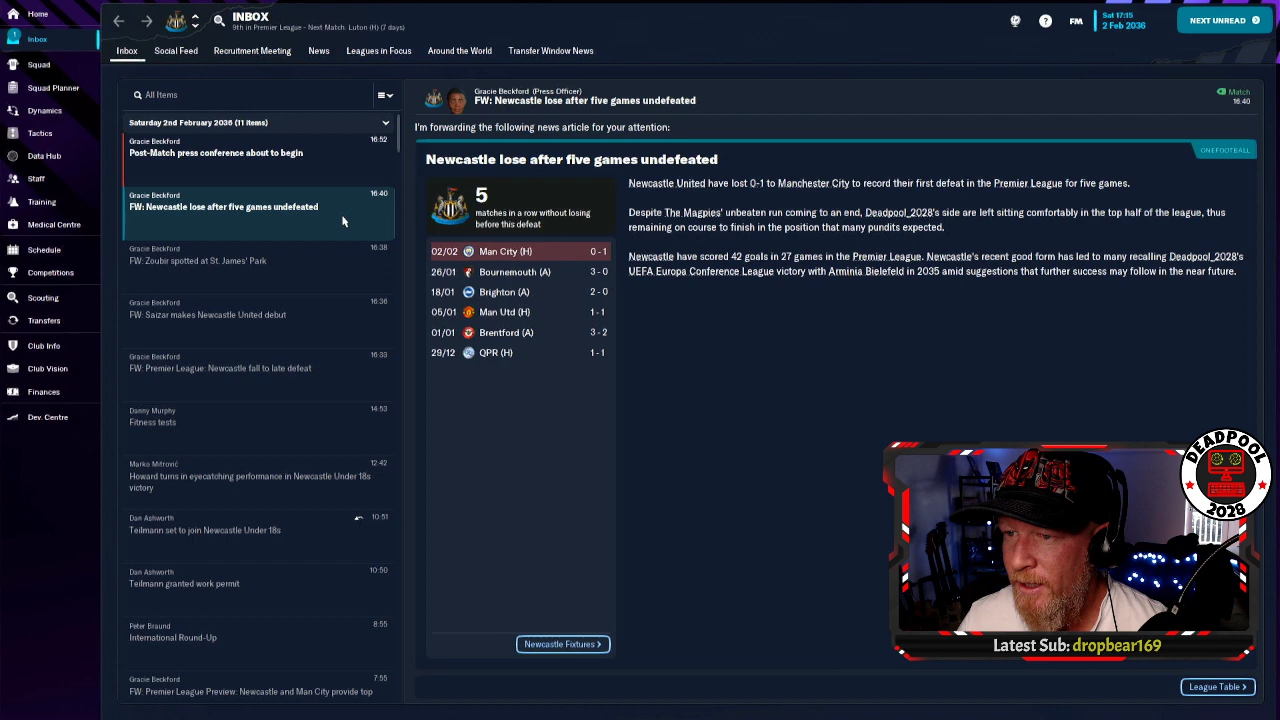 Home
Inbox
Squad
Squad Planner
Dynamics
Tactics
Data Hub
Staff
Training
Medical Centre
Schedule
Competitions
Scouting
Transfers
Club Info
Club Vision
Finances
Dev. Centre
INBOX
9th in Premier League - Next Match: Luton (H) (7 days)
FM
Sat 17:15
2 Feb 2036
NEXT UNREAD
Inbox Social Feed Recruitment Meeting News Leagues in Focus Around the World Transfer Window News
All Items
Saturday 2nd February 2036 (11 items)
Gracie Beckford 16:52
Post-Match press conference about to begin
Gracie Beckford 16:40
FW: Newcastle lose after five games undefeated
Gracie Beckford 16:38
FW: Zoubir spotted at St. James' Park
Gracie Beckford 16:36
FW: Saizar makes Newcastle United debut
Gracie Beckford 16:33
FW: Premier League: Newcastle fall to late defeat
Danny Murphy 14:53
Fitness tests
Marko Mitrović 12:42
Howard turns in eyecatching performance in Newcastle Under 18s
victory
Dan Ashworth 10:51
Teilmann set to join Newcastle Under 18s
Dan Ashworth 10:50
Teilmann granted work permit
Peter Braund 8:55
International Round-Up
Gracie Beckford 7:55
FW: Premier League Preview: Newcastle and Man City provide top
Gracie Beckford (Press Officer)
FW: Newcastle lose after five games undefeated
Match
16:40
I'm forwarding the following news article for your attention:
ONEFOOTBALL
Newcastle lose after five games undefeated
5
matches in a row without losing
before this defeat
02/02 Man City (H) 0 - 1
26/01 Bournemouth (A) 3 - 0
18/01 Brighton (A) 2 - 0
05/01 Man Utd (H) 1 - 1
01/01 Brentford (A) 3 - 2
29/12 QPR (H) 1 - 1
Newcastle Fixtures >
Newcastle United have lost 0-1 to Manchester City to record their first defeat in the Premier League for five games.
Despite The Magpies' unbeaten run coming to an end, Deadpool_2028's side are left sitting comfortably in the top half of the league, thus
remaining on course to finish in the position that many pundits expected.
Newcastle have scored 42 goals in 27 games in the Premier League. Newcastle's recent good form has led to many recalling Deadpool_2028's
UEFA Europa Conference League victory with Arminia Bielefeld in 2035 amid suggestions that further success may follow in the near future.
DEADPOOL
2028
Latest Sub: dropbear169
League Table >